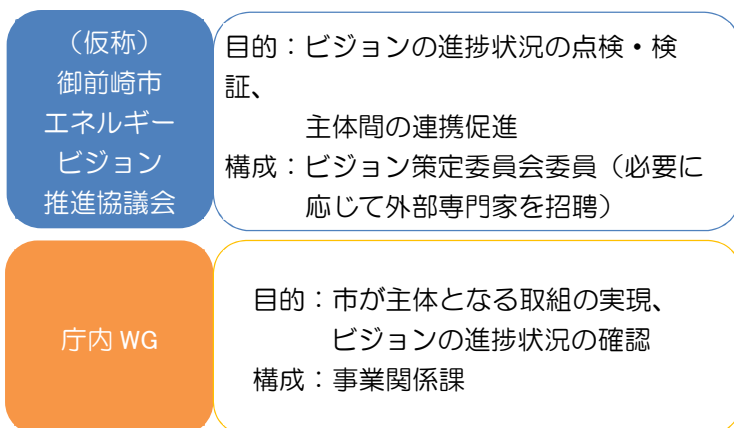 （仮称）
御前崎市
エネルギー
ビジョン
推進協議会
目的：ビジョンの進捗状況の点検・検
証、
主体間の連携促進
構成：ビジョン策定委員会委員（必要に
応じて外部専門家を招聘）
庁内 WG
目的：市が主体となる取組の実現、
ビジョンの進捗状況の確認
構成：事業関係課